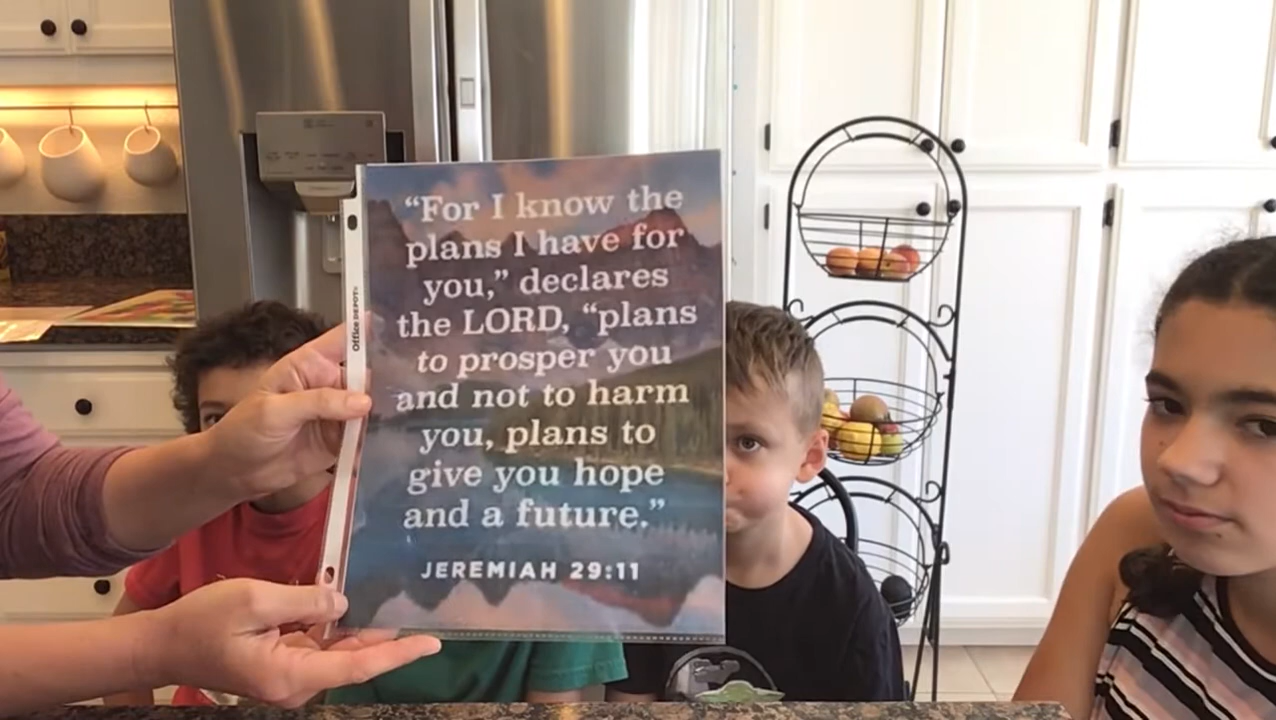 “For I know the
plans I have for
you,” declares
the LORD, “plans
to prosper you
and not to harm
you, plans to
give you hope
and a future.”
JEREMIAH 29:11
Office DEPOT